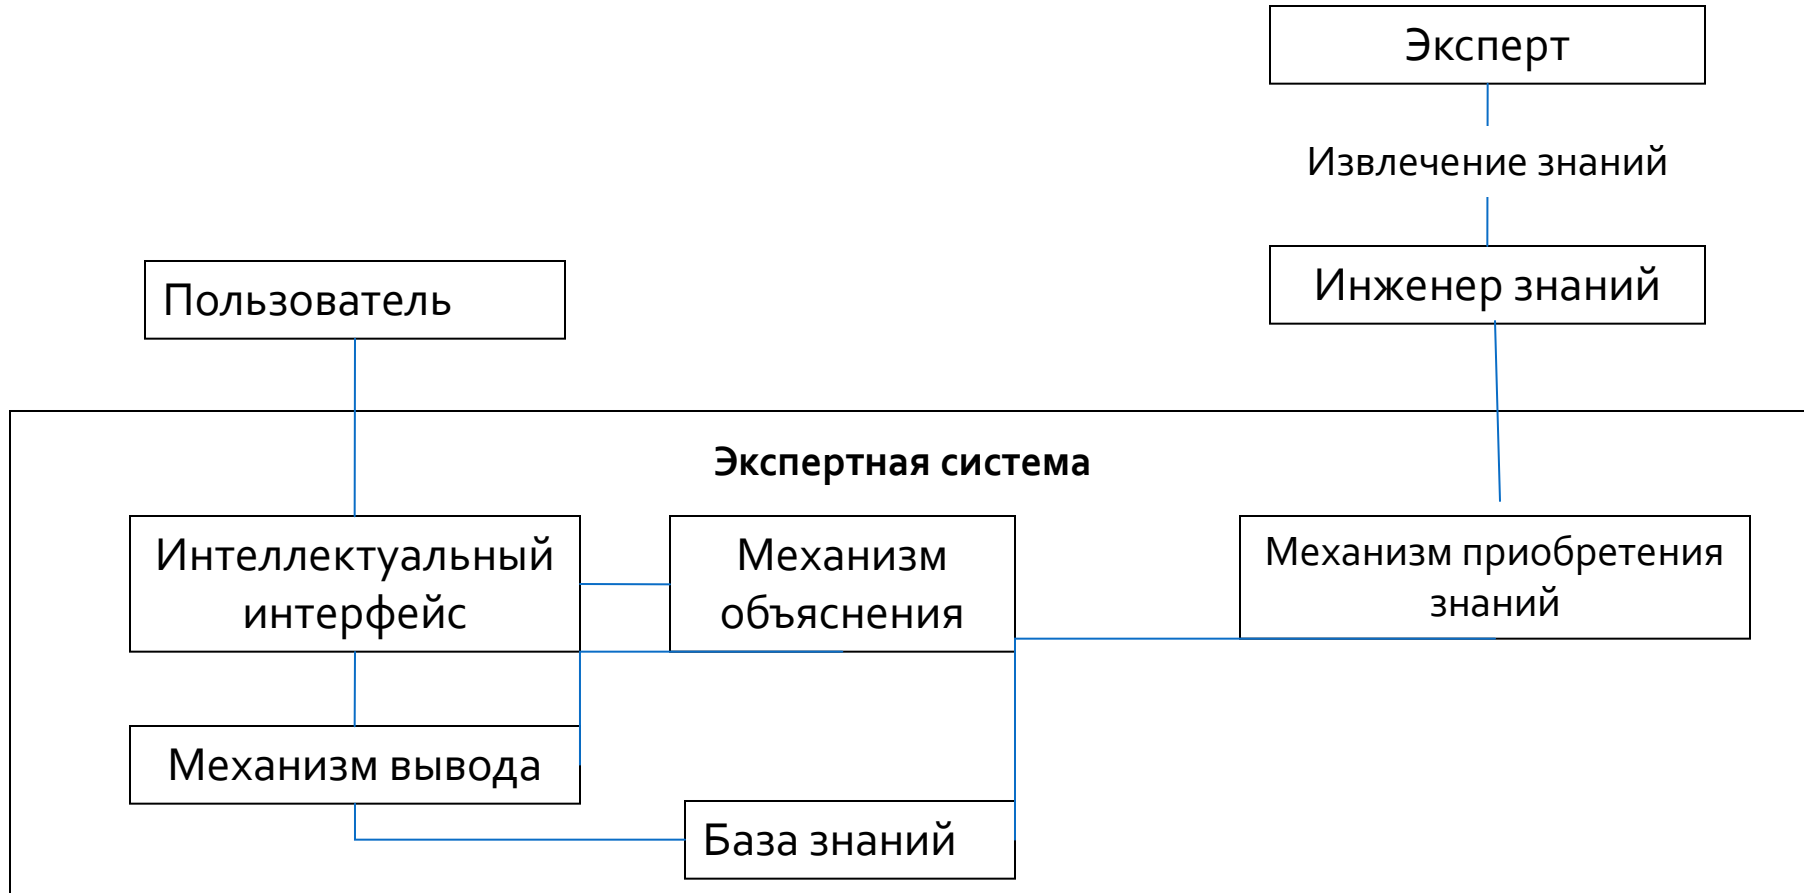 Эксперт
Извлечение знаний
Инженер знаний
Пользователь
Экспертная система
Интеллектуальный
интерфейс
Механизм
объяснения
Механизм приобретения
знаний
Механизм вывода
База знаний